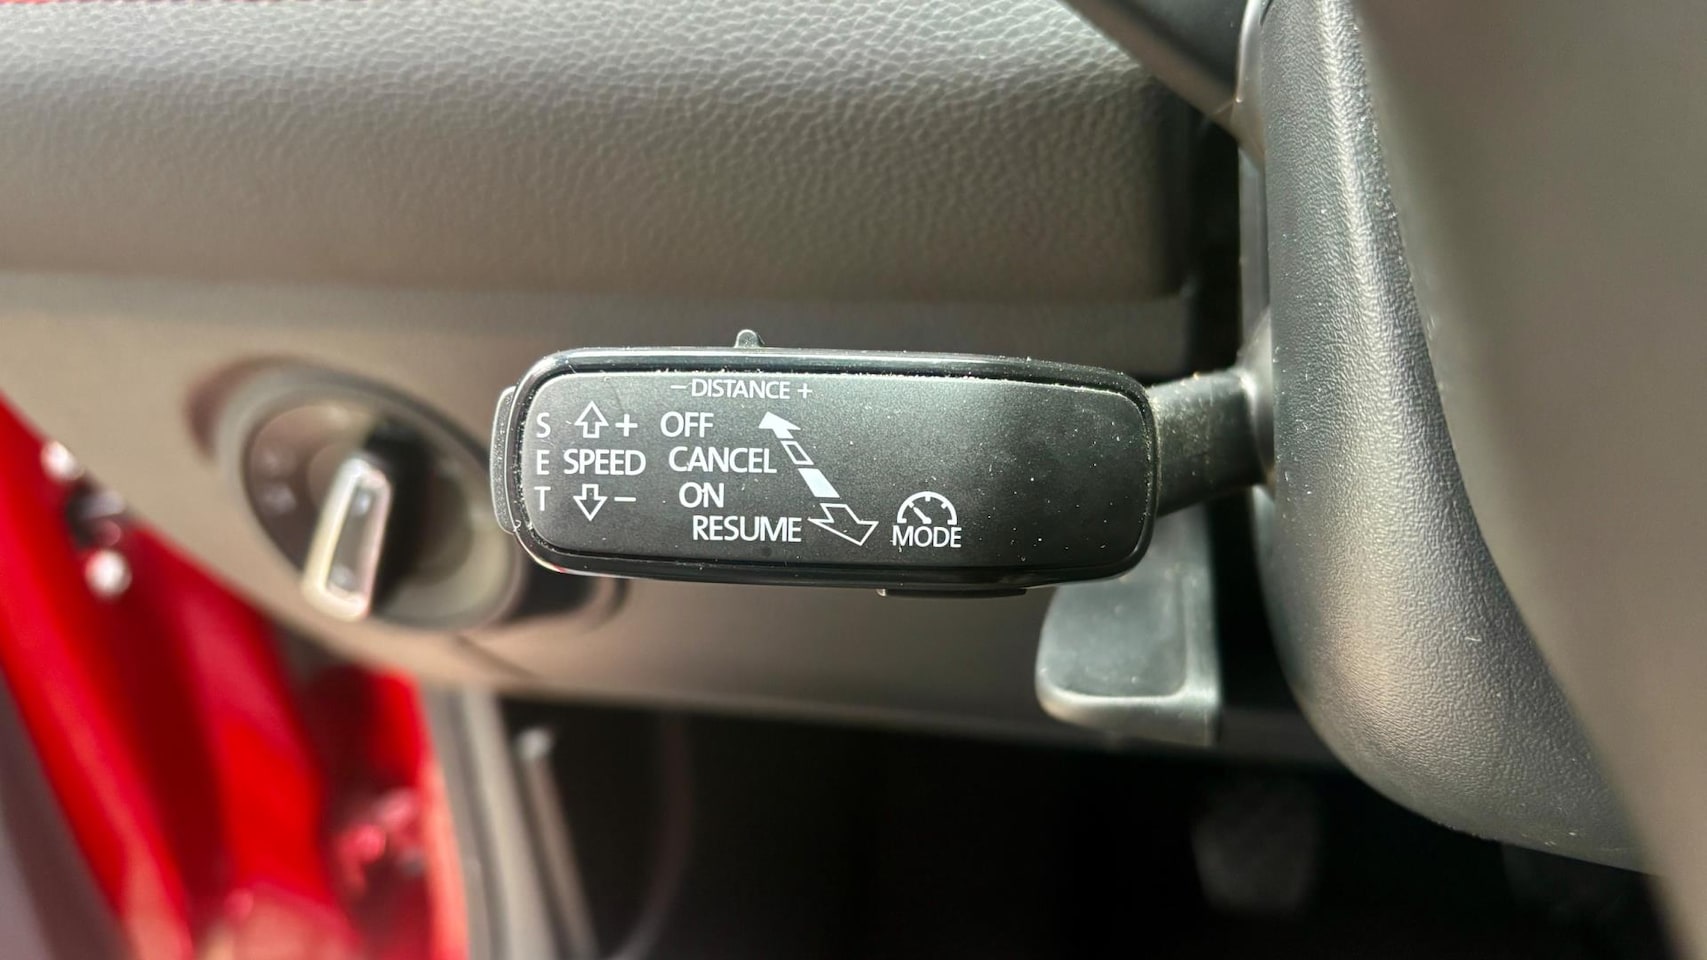 – DISTANCE +
S + OFF
E SPEED CANCEL
T – ON
RESUME
MODE